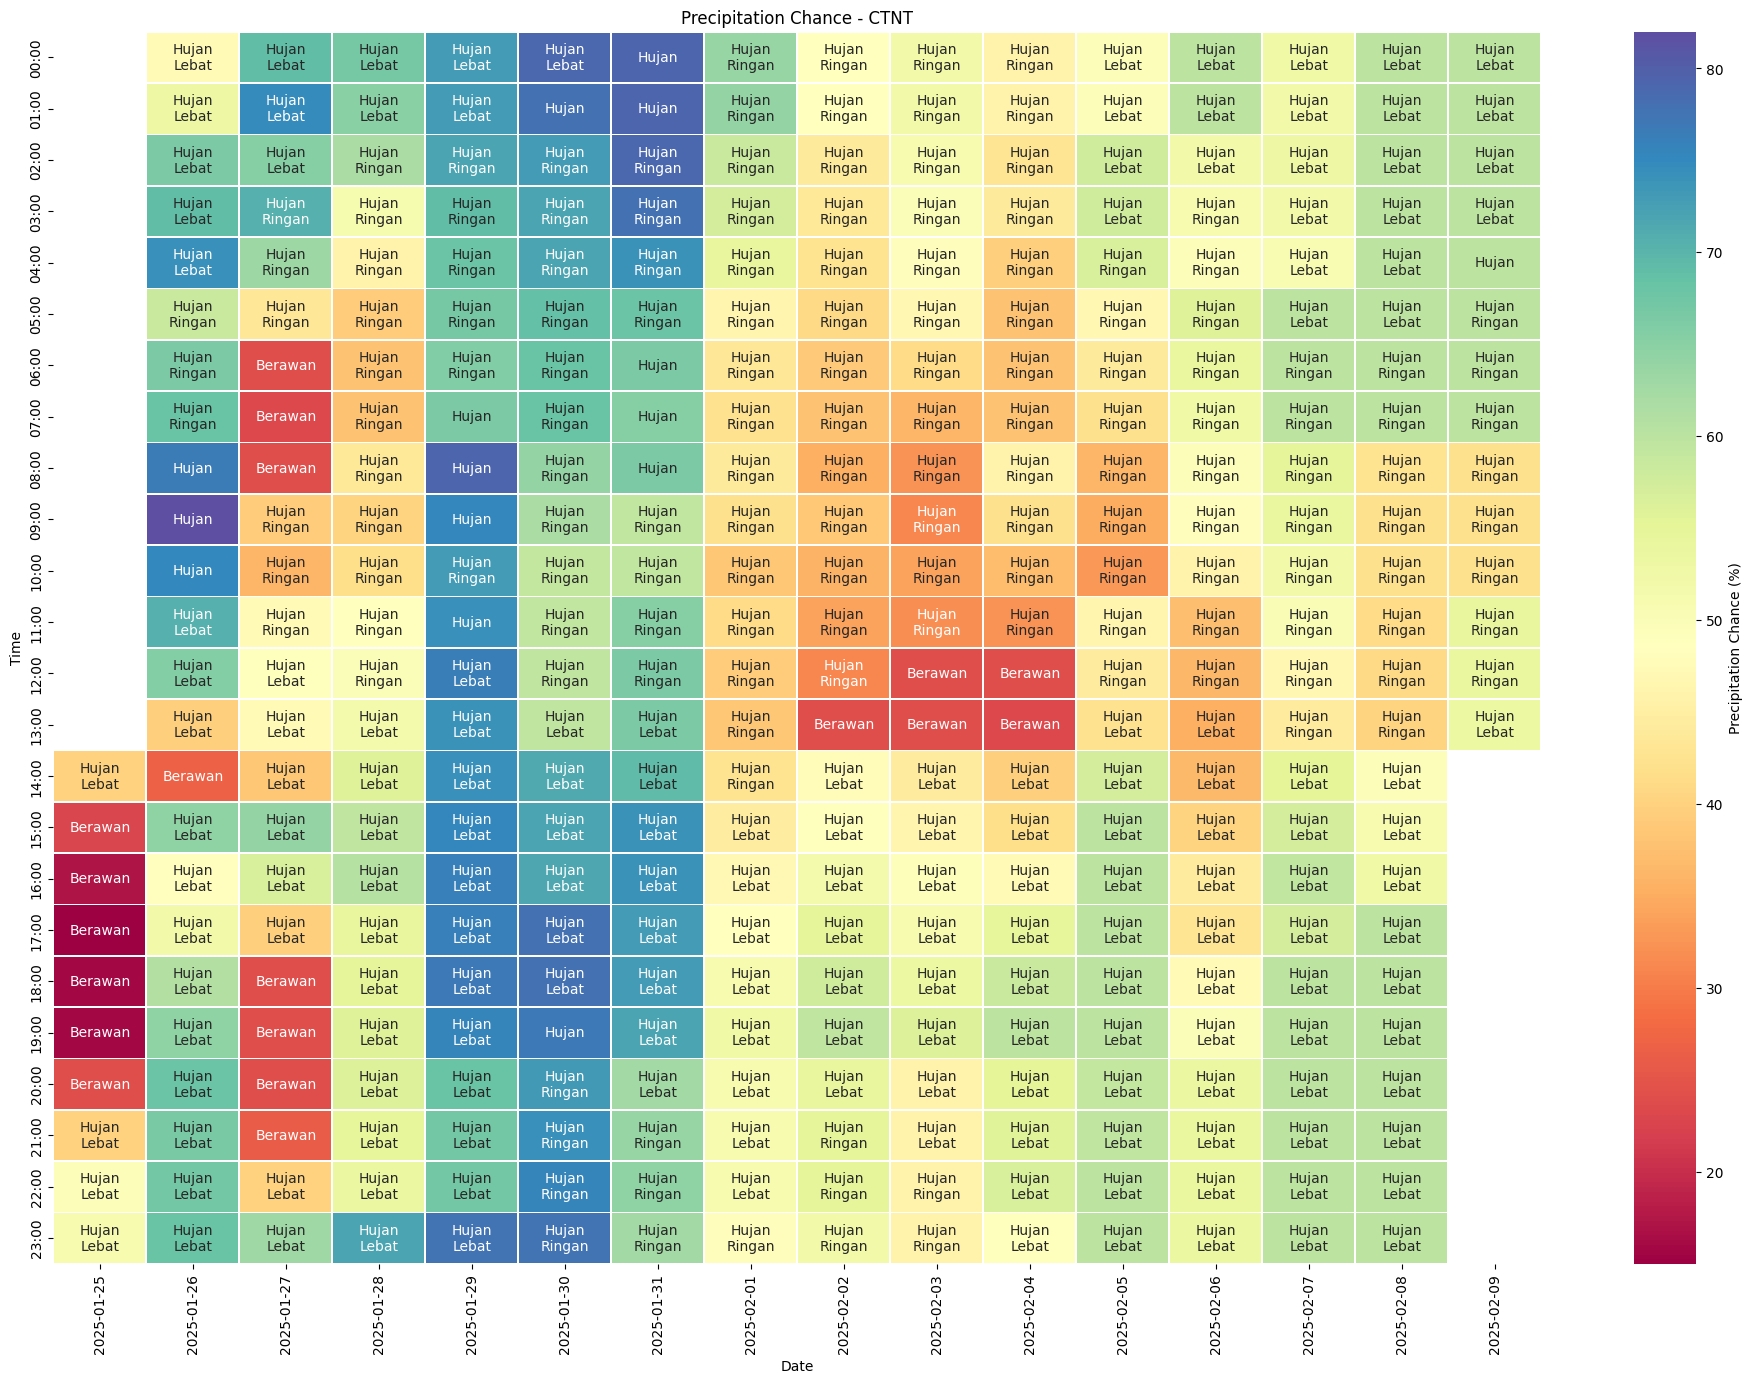 Precipitation Chance - CTNT
00:00 Hujan Lebat Hujan Lebat Hujan Lebat Hujan Lebat Hujan Lebat Hujan Hujan Ringan Hujan Ringan Hujan Ringan Hujan Ringan Hujan Lebat Hujan Lebat Hujan Lebat Hujan Lebat Hujan Lebat
01:00 Hujan Lebat Hujan Lebat Hujan Lebat Hujan Lebat Hujan Hujan Hujan Ringan Hujan Ringan Hujan Ringan Hujan Ringan Hujan Lebat Hujan Lebat Hujan Lebat Hujan Lebat Hujan Lebat
02:00 Hujan Lebat Hujan Lebat Hujan Ringan Hujan Ringan Hujan Ringan Hujan Ringan Hujan Ringan Hujan Ringan Hujan Ringan Hujan Ringan Hujan Lebat Hujan Lebat Hujan Lebat Hujan Lebat Hujan Lebat
03:00 Hujan Lebat Hujan Ringan Hujan Ringan Hujan Ringan Hujan Ringan Hujan Ringan Hujan Ringan Hujan Ringan Hujan Ringan Hujan Ringan Hujan Lebat Hujan Ringan Hujan Lebat Hujan Lebat Hujan Lebat
04:00 Hujan Lebat Hujan Ringan Hujan Ringan Hujan Ringan Hujan Ringan Hujan Ringan Hujan Ringan Hujan Ringan Hujan Ringan Hujan Ringan Hujan Ringan Hujan Ringan Hujan Lebat Hujan Lebat Hujan
05:00 Hujan Ringan Hujan Ringan Hujan Ringan Hujan Ringan Hujan Ringan Hujan Ringan Hujan Ringan Hujan Ringan Hujan Ringan Hujan Ringan Hujan Ringan Hujan Ringan Hujan Lebat Hujan Lebat Hujan Ringan
06:00 Hujan Ringan Berawan Hujan Ringan Hujan Ringan Hujan Ringan Hujan Hujan Ringan Hujan Ringan Hujan Ringan Hujan Ringan Hujan Ringan Hujan Ringan Hujan Ringan Hujan Ringan Hujan Ringan
07:00 Hujan Ringan Berawan Hujan Ringan Hujan Hujan Ringan Hujan Hujan Ringan Hujan Ringan Hujan Ringan Hujan Ringan Hujan Ringan Hujan Ringan Hujan Ringan Hujan Ringan Hujan Ringan
08:00 Hujan Berawan Hujan Ringan Hujan Hujan Ringan Hujan Hujan Ringan Hujan Ringan Hujan Ringan Hujan Ringan Hujan Ringan Hujan Ringan Hujan Ringan Hujan Ringan Hujan Ringan
09:00 Hujan Hujan Ringan Hujan Ringan Hujan Hujan Ringan Hujan Ringan Hujan Ringan Hujan Ringan Hujan Ringan Hujan Ringan Hujan Ringan Hujan Ringan Hujan Ringan Hujan Ringan Hujan Ringan
10:00 Hujan Hujan Ringan Hujan Ringan Hujan Ringan Hujan Ringan Hujan Ringan Hujan Ringan Hujan Ringan Hujan Ringan Hujan Ringan Hujan Ringan Hujan Ringan Hujan Ringan Hujan Ringan Hujan Ringan
11:00 Hujan Lebat Hujan Ringan Hujan Ringan Hujan Hujan Ringan Hujan Ringan Hujan Ringan Hujan Ringan Hujan Ringan Hujan Ringan Hujan Ringan Hujan Ringan Hujan Ringan Hujan Ringan Hujan Ringan
12:00 Hujan Lebat Hujan Lebat Hujan Ringan Hujan Lebat Hujan Ringan Hujan Ringan Hujan Ringan Hujan Ringan Berawan Berawan Hujan Ringan Hujan Ringan Hujan Ringan Hujan Ringan Hujan Ringan
13:00 Hujan Lebat Hujan Lebat Hujan Lebat Hujan Lebat Hujan Lebat Hujan Lebat Hujan Ringan Berawan Berawan Berawan Hujan Lebat Hujan Lebat Hujan Ringan Hujan Ringan Hujan Lebat
14:00 Hujan Lebat Berawan Hujan Lebat Hujan Lebat Hujan Lebat Hujan Lebat Hujan Lebat Hujan Ringan Hujan Lebat Hujan Lebat Hujan Lebat Hujan Lebat Hujan Lebat Hujan Lebat Hujan Lebat
15:00 Berawan Hujan Lebat Hujan Lebat Hujan Lebat Hujan Lebat Hujan Lebat Hujan Lebat Hujan Lebat Hujan Lebat Hujan Lebat Hujan Lebat Hujan Lebat Hujan Lebat Hujan Lebat Hujan Lebat
16:00 Berawan Hujan Lebat Hujan Lebat Hujan Lebat Hujan Lebat Hujan Lebat Hujan Lebat Hujan Lebat Hujan Lebat Hujan Lebat Hujan Lebat Hujan Lebat Hujan Lebat Hujan Lebat Hujan Lebat
17:00 Berawan Hujan Lebat Hujan Lebat Hujan Lebat Hujan Lebat Hujan Lebat Hujan Lebat Hujan Lebat Hujan Lebat Hujan Lebat Hujan Lebat Hujan Lebat Hujan Lebat Hujan Lebat Hujan Lebat
18:00 Berawan Hujan Lebat Berawan Hujan Lebat Hujan Lebat Hujan Lebat Hujan Lebat Hujan Lebat Hujan Lebat Hujan Lebat Hujan Lebat Hujan Lebat Hujan Lebat Hujan Lebat Hujan Lebat
19:00 Berawan Hujan Lebat Berawan Hujan Lebat Hujan Lebat Hujan Hujan Lebat Hujan Lebat Hujan Lebat Hujan Lebat Hujan Lebat Hujan Lebat Hujan Lebat Hujan Lebat Hujan Lebat
20:00 Berawan Hujan Lebat Berawan Hujan Lebat Hujan Lebat Hujan Ringan Hujan Lebat Hujan Lebat Hujan Lebat Hujan Lebat Hujan Lebat Hujan Lebat Hujan Lebat Hujan Lebat Hujan Lebat
21:00 Hujan Lebat Hujan Lebat Berawan Hujan Lebat Hujan Lebat Hujan Ringan Hujan Ringan Hujan Lebat Hujan Ringan Hujan Lebat Hujan Lebat Hujan Lebat Hujan Lebat Hujan Lebat Hujan Lebat
22:00 Hujan Lebat Hujan Lebat Hujan Lebat Hujan Lebat Hujan Lebat Hujan Ringan Hujan Ringan Hujan Lebat Hujan Ringan Hujan Ringan Hujan Lebat Hujan Lebat Hujan Lebat Hujan Lebat Hujan Lebat
23:00 Hujan Lebat Hujan Lebat Hujan Lebat Hujan Lebat Hujan Lebat Hujan Ringan Hujan Ringan Hujan Ringan Hujan Ringan Hujan Ringan Hujan Lebat Hujan Lebat Hujan Lebat Hujan Lebat Hujan Lebat
Time
2025-01-25 2025-01-26 2025-01-27 2025-01-28 2025-01-29 2025-01-30 2025-01-31 2025-02-01 2025-02-02 2025-02-03 2025-02-04 2025-02-05 2025-02-06 2025-02-07 2025-02-08 2025-02-09
Date
80
70
60
50
40
30
20
Precipitation Chance (%)